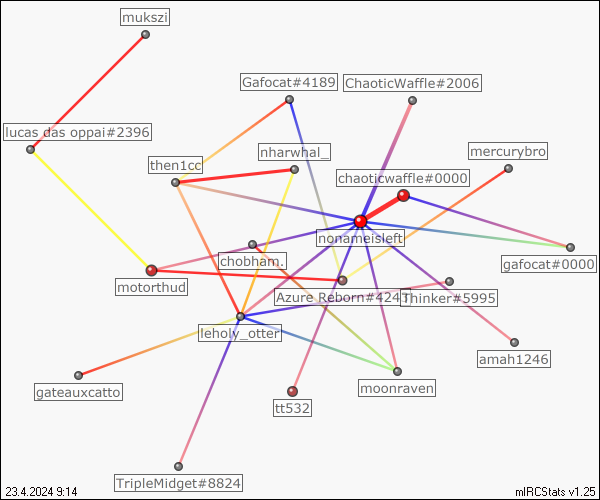 mukszi
Gafocat#4189
ChaoticWaffle#2006
lucas das oppai#2396
nharwhal_
mercurybro
then1cc
chaoticwaffle#0000
nonameisleft
chobham.
gafocat#0000
motorthud
Azure Reborn#424
Thinker#5995
leholy_otter
amah1246
gateauxcatto
moonraven
tt532
TripleMidget#8824
23.4.2024 9:14
mIRCStats v1.25